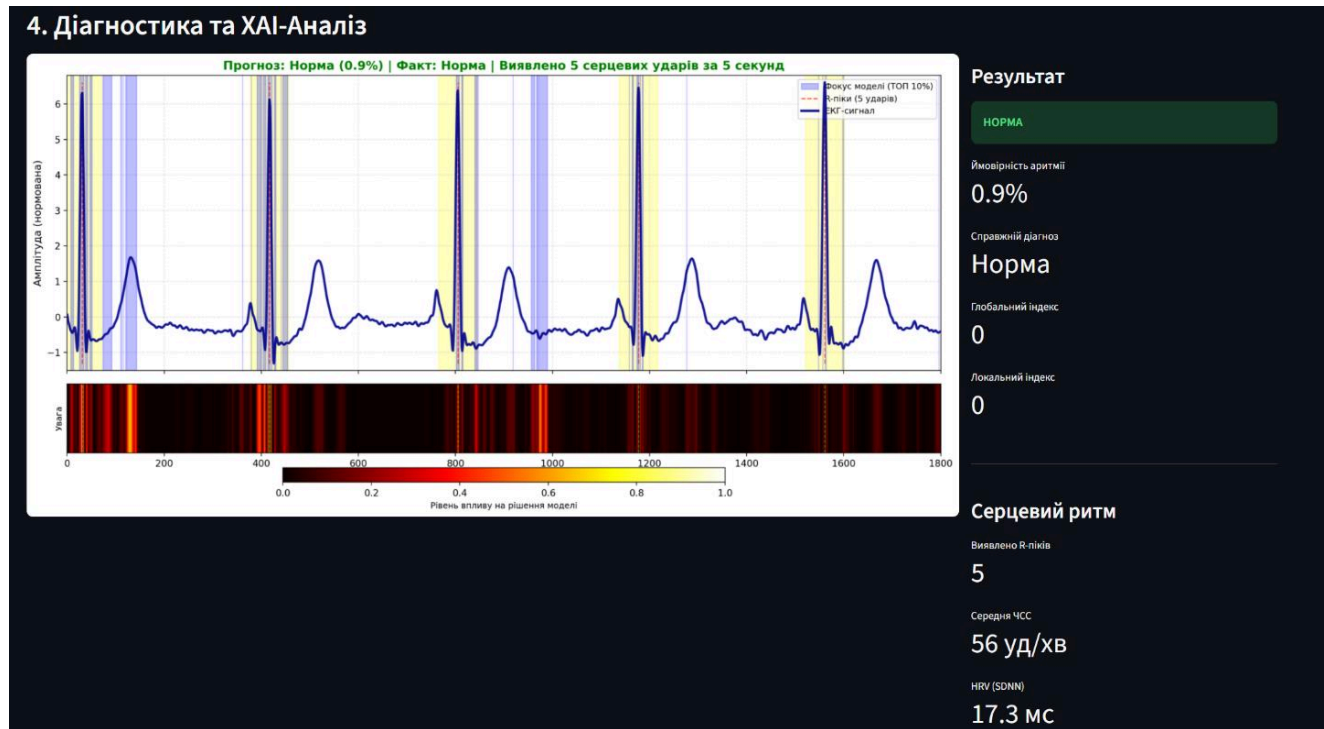 4. Діагностика та XAI-Аналіз
Прогноз: Норма (0.9%) | Факт: Норма | Виявлено 5 серцевих ударів за 5 секунд
Фокус моделі (ТОП 10%)
R-піки (5 ударів)
ЕКГ-сигнал
Амплітуда (нормована)
6
5
4
3
2
1
0
−1
Увага
0 200 400 600 800 1000 1200 1400 1600 1800
0.0 0.2 0.4 0.6 0.8 1.0
Рівень впливу на рішення моделі
Результат
НОРМА
Ймовірність аритмії
0.9%
Справжній діагноз
Норма
Глобальний індекс
0
Локальний індекс
0
Серцевий ритм
Виявлено R-піків
5
Середня ЧСС
56 уд/хв
HRV (SDNN)
17.3 мс